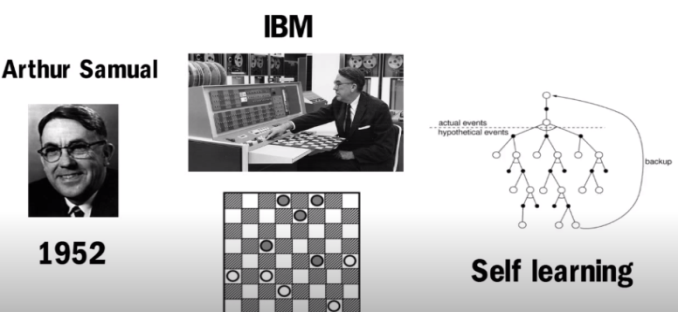 IBM
Arthur Samual
1952
actual events
hypothetical events
backup
Self learning